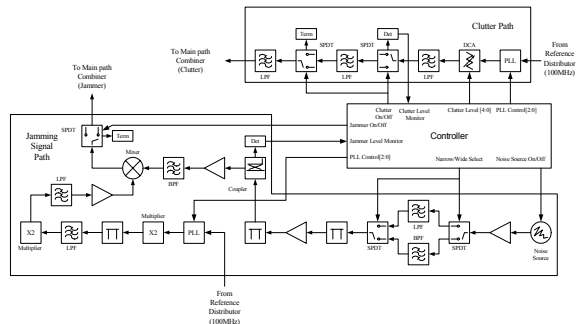 Clutter Path
Term
Det
To Main path
Combiner
(Clutter)
SPDT
SPDT
DCA
PLL
LPF
LPF
LPF
From
Reference
Distributor
(100MHz)
To Main path
Combiner
(Jammer)
Clutter
On/Off
Clutter Level
Monitor
Clutter Level [4:0]
PLL Control[2:0]
Jammer On/Off
Controller
Jamming
Signal
Path
SPDT
Term
Det
Jammer Level Monitor
Mixer
PLL Control[2:0]
Narrow/Wide Select
Noise Source On/Off
LPF
BPF
Coupler
Multiplier
LPF
X2
X2
PLL
Multiplier
LPF
SPDT
BPF
SPDT
Noise
Source
From
Reference
Distributor
(100MHz)